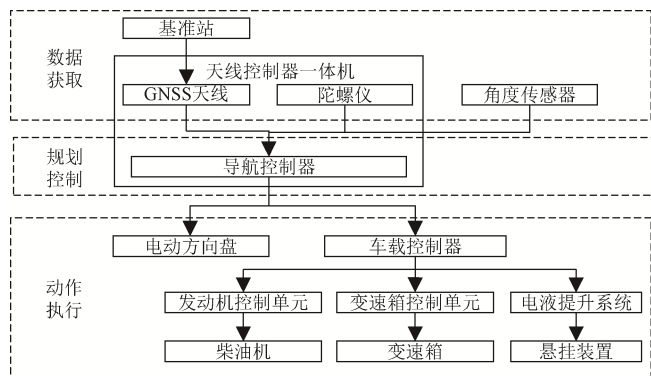 基准站
数据
获取
天线控制器一体机
GNSS天线
陀螺仪
角度传感器
规划
控制
导航控制器
电动方向盘
车载控制器
动作
执行
发动机控制单元
变速箱控制单元
电液提升系统
柴油机
变速箱
悬挂装置